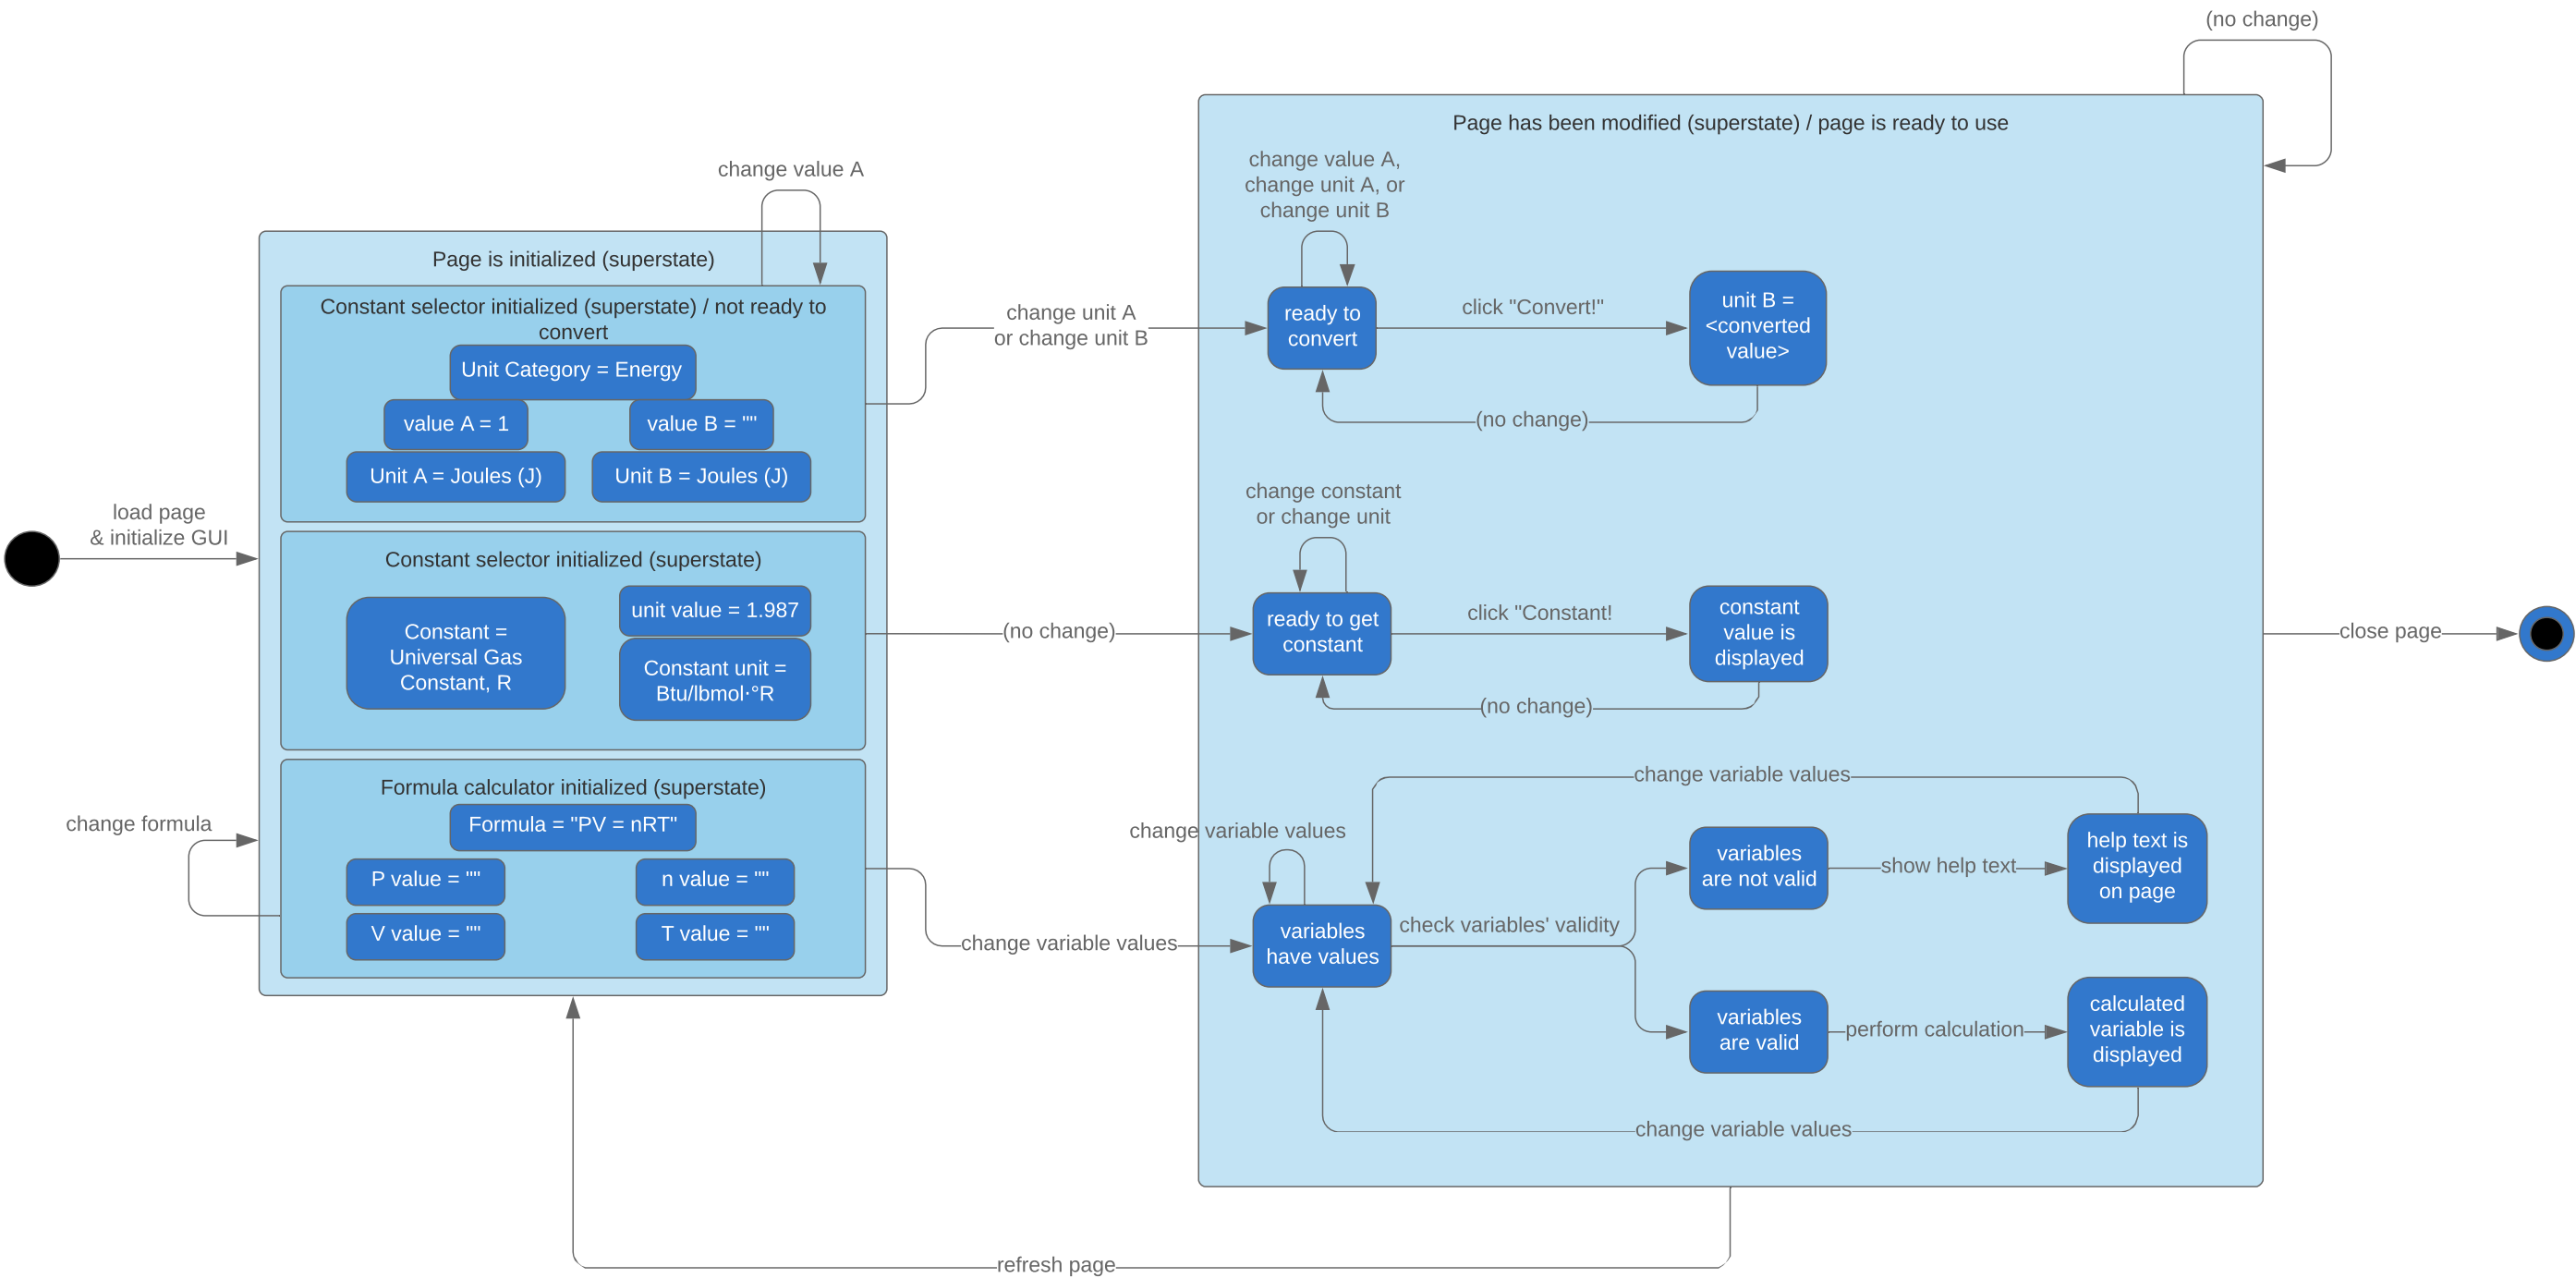 (no change)
Page has been modified (superstate) / page is ready to use
change value A,
change unit A, or
change unit B
change value A
Page is initialized (superstate)
Constant selector initialized (superstate) / not ready to
convert
Unit Category = Energy
value A = 1
value B = ""
Unit A = Joules (J)
Unit B = Joules (J)
change unit A
or change unit B
ready to
convert
click "Convert!"
unit B =
<converted
value>
(no change)
load page
& initialize GUI
Constant selector initialized (superstate)
Constant =
Universal Gas
Constant, R
unit value = 1.987
Constant unit =
Btu/lbmol·°R
(no change)
change constant
or change unit
ready to get
constant
click "Constant!
constant
value is
displayed
(no change)
close page
change formula
Formula calculator initialized (superstate)
Formula = "PV = nRT"
P value = ""
n value = ""
V value = ""
T value = ""
change variable values
change variable values
change variable values
variables
have values
check variables' validity
variables
are not valid
show help text
help text is
displayed
on page
variables
are valid
perform calculation
calculated
variable is
displayed
change variable values
refresh page